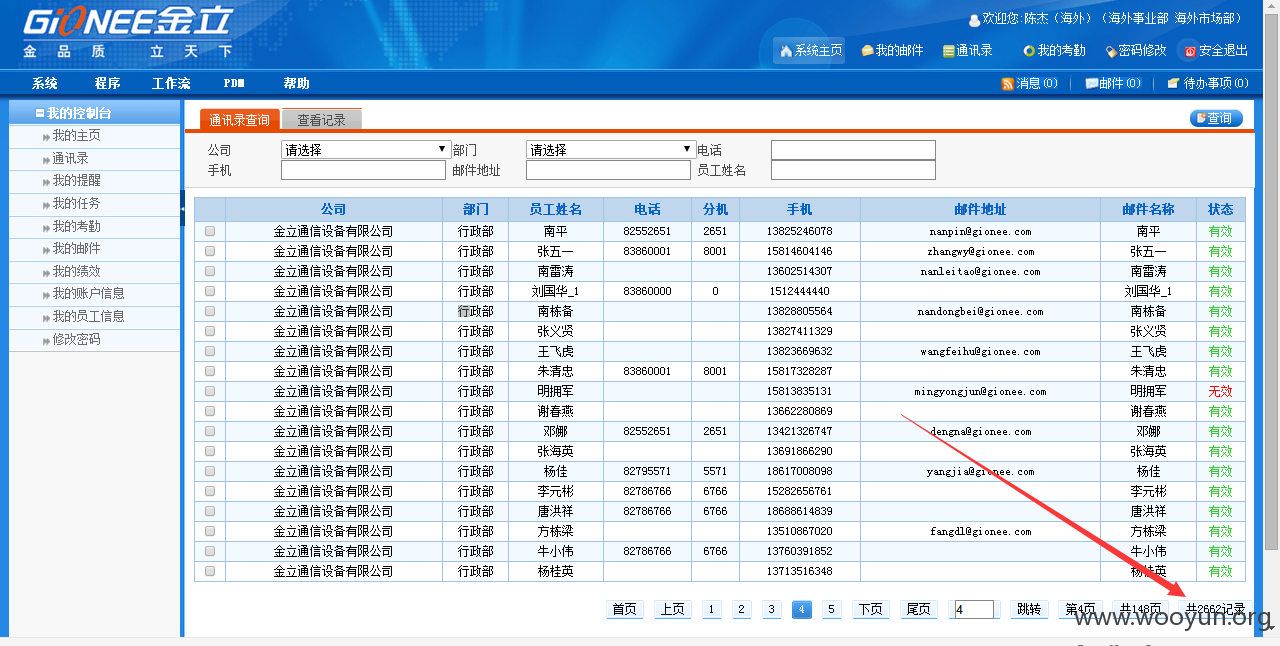 GiONEE金立
金 品 质 立 天 下
欢迎您:陈杰（海外）（海外事业部 海外市场部）
系统主页 我的邮件 通讯录 我的考勤 密码修改 安全退出
系统 程序 工作流 PDM 帮助
消息(0) 邮件(0) 待办事项(0)
我的控制台
我的主页
通讯录
我的提醒
我的任务
我的考勤
我的邮件
我的绩效
我的账户信息
我的员工信息
修改密码
通讯录查询 查看记录 查询
公司 请选择 部门 请选择 电话
手机 邮件地址 员工姓名
公司 部门 员工姓名 电话 分机 手机 邮件地址 邮件名称 状态
金立通信设备有限公司 行政部 南平 82552651 2651 13825246078 nanpin@gionee.com 南平 有效
金立通信设备有限公司 行政部 张五一 83860001 8001 15814604146 zhangwy@gionee.com 张五一 有效
金立通信设备有限公司 行政部 南雷涛 13602514307 nanleitao@gionee.com 南雷涛 有效
金立通信设备有限公司 行政部 刘国华_1 83860000 0 1512444440 刘国华_1 有效
金立通信设备有限公司 行政部 南栋备 13828805564 nandongbei@gionee.com 南栋备 有效
金立通信设备有限公司 行政部 张义贤 13827411329 张义贤 有效
金立通信设备有限公司 行政部 王飞虎 13823669632 wangfeihu@gionee.com 王飞虎 有效
金立通信设备有限公司 行政部 朱清忠 83860001 8001 15817328287 朱清忠 有效
金立通信设备有限公司 行政部 明拥军 15813835131 mingyongjun@gionee.com 明拥军 无效
金立通信设备有限公司 行政部 谢春燕 13662280869 谢春燕 有效
金立通信设备有限公司 行政部 邓娜 82552651 2651 13421326747 dengna@gionee.com 邓娜 有效
金立通信设备有限公司 行政部 张海英 13691866290 张海英 有效
金立通信设备有限公司 行政部 杨佳 82795571 5571 18617008098 yangjia@gionee.com 杨佳 有效
金立通信设备有限公司 行政部 李元彬 82786766 6766 15282656761 李元彬 有效
金立通信设备有限公司 行政部 唐洪祥 82786766 6766 18688614839 唐洪祥 有效
金立通信设备有限公司 行政部 方栋梁 13510867020 fangdl@gionee.com 方栋梁 有效
金立通信设备有限公司 行政部 牛小伟 82786766 6766 13760391852 牛小伟 有效
金立通信设备有限公司 行政部 杨桂英 13713516348 杨桂英 有效
首页 上页 1 2 3 4 5 下页 尾页 4 跳转 第4页 共148页 共2662记录
www.wooyun.org